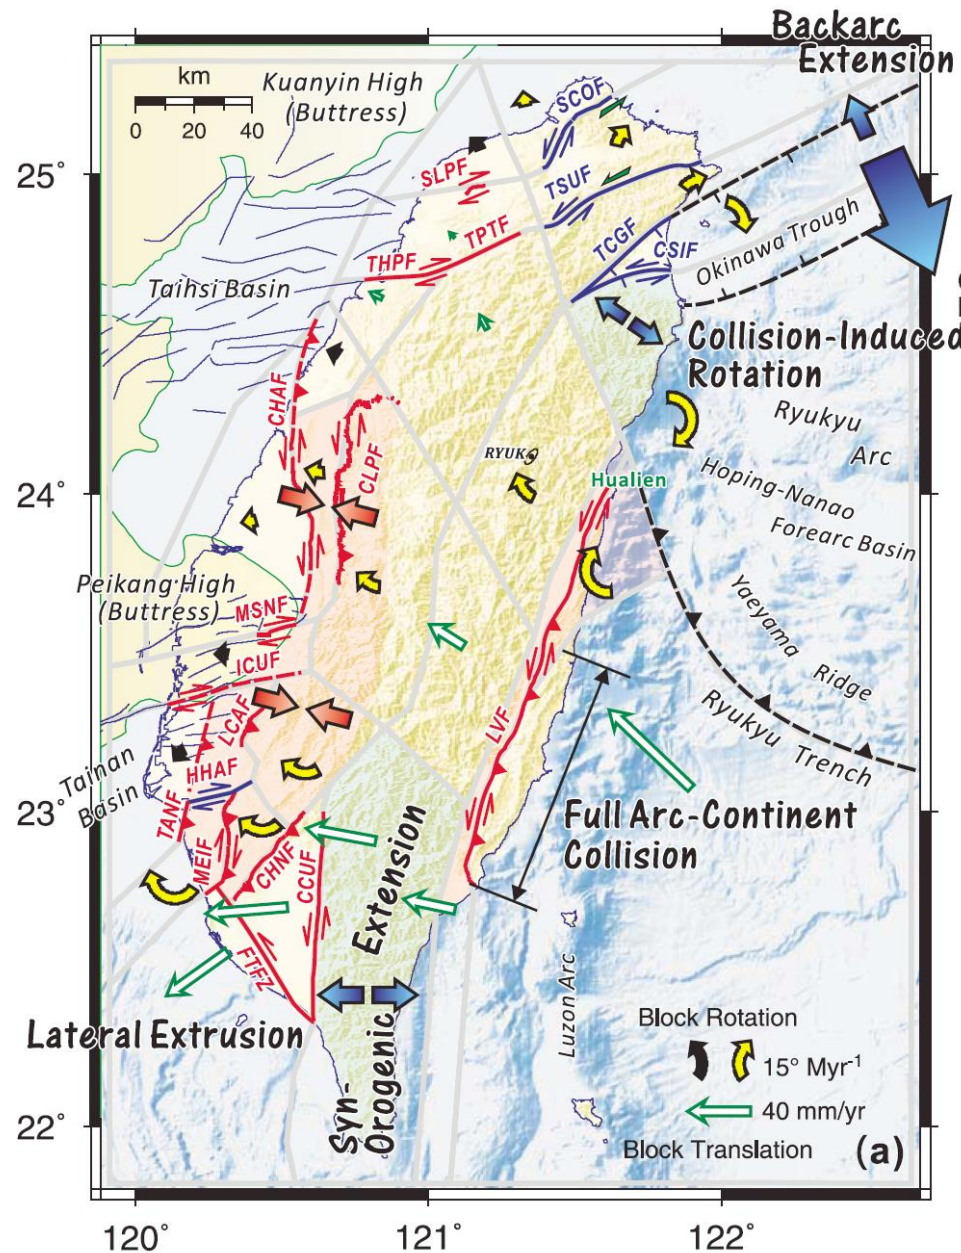 Backarc
Extension
km
0 20 40
Kuanyin High
(Buttress)
SCOF
25°
SLPF
TSUF
TPTF
TCGF
THPF
CSIF
Okinawa Trough
Taihsi Basin
Collision-Induced
Rotation
CHAF
CLPF
Ryukyu
Arc
RYUK
24°
Hualien
Hoping-Nanao
Forearc Basin
Peikang High
(Buttress)
MSNF
ICUF
Yaeyama
Ridge
LCAF
LVF
Ryukyu Trench
HHAF
Tainan
Basin
23°
TANF
MEIF
CHNF
CCUF
Full Arc-Continent
Collision
Extension
FTFZ
Lateral Extrusion
Syn-
Orogenic
Luzon Arc
Block Rotation
15° Myr-1
40 mm/yr
Block Translation
(a)
22°
120° 121° 122°